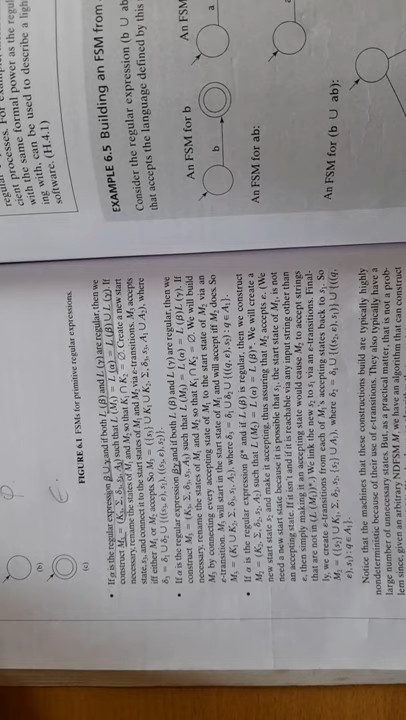 (b)
(c)
FIGURE 6.1 FSMs for primitive regular expressions.
• If α is the regular expression β ∪ γ and if both L(β) and L(γ) are regular, then we
construct M₃ = (K₃, Σ, δ₃, s₃, A₃) such that L(M₃) = L(α) = L(β) ∪ L(γ). If
necessary, rename the states of M₁ and M₂ so that K₁ ∩ K₂ = ∅. Create a new start
state, s₃, and connect it to the start states of M₁ and M₂ via ε-transitions. M₃ accepts
iff either M₁ or M₂ accepts. So M₃ = ({s₃} ∪ K₁ ∪ K₂, Σ, δ₃, s₃, A₁ ∪ A₂), where
δ₃ = δ₁ ∪ δ₂ ∪ {((s₃, ε), s₁), ((s₃, ε), s₂)}.
• If α is the regular expression βγ and if both L(β) and L(γ) are regular, then we
construct M₃ = (K₃, Σ, δ₃, s₃, A₃) such that L(M₃) = L(α) = L(β)L(γ). If
necessary, rename the states of M₁ and M₂ so that K₁ ∩ K₂ = ∅. We will build
M₃ by connecting every accepting state of M₁ to the start state of M₂ via an
ε-transition. M₃ will start in the start state of M₁ and will accept iff M₂ does. So
M₃ = (K₁ ∪ K₂, Σ, δ₃, s₁, A₂), where δ₃ = δ₁ ∪ δ₂ ∪ {((q, ε), s₂) : q ∈ A₁}.
• If α is the regular expression β* and if L(β) is regular, then we construct
M₂ = (K₂, Σ, δ₂, s₂, A₂) such that L(M₂) = L(α) = L(β)*. We will create a
new start state s₂ and make it accepting, thus assuring that M₂ accepts ε. (We
need a new start state because it is possible that s₁, the start state of M₁, is not
an accepting state. If it isn't and if it is reachable via any input string other than
ε, then simply making it an accepting state would cause M₂ to accept strings
that are not in (L(M₁))*.) We link the new s₂ to s₁ via an ε-transition. Final-
ly, we create ε-transitions from each of M₁'s accepting states back to s₁. So
M₂ = ({s₂} ∪ K₁, Σ, δ₂, s₂, {s₂} ∪ A₁), where δ₂ = δ₁ ∪ {((s₂, ε), s₁)} ∪ {((q,
ε), s₁) : q ∈ A₁}.
Notice that the machines that these constructions build are typically highly
nondeterministic because of their use of ε-transitions. They also typically have a
large number of unnecessary states. But, as a practical matter, that is not a prob-
lem since, given an arbitrary NDFSM M, we have an algorithm that can construct
cient processes. For
with the same formal power as the regul
with, can be used to describe a ligh
ing
software. (H.4.1)
EXAMPLE 6.5 Building an FSM from
Consider the regular expression (b ∪ ab
that accepts the language defined by this
An FSM for b
An FSM
b
a
An FSM for ab:
An FSM for (b ∪ ab):